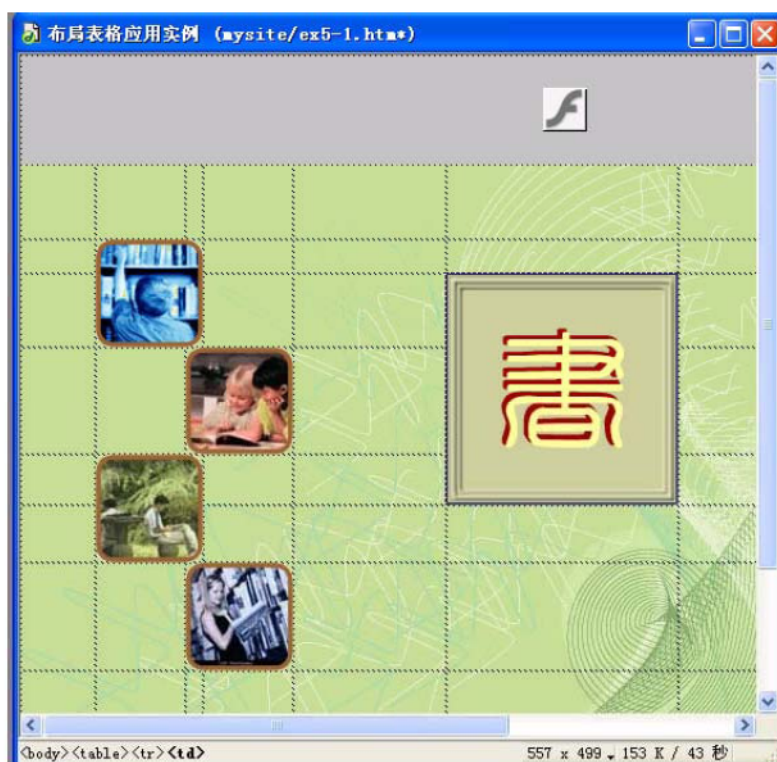 布局表格应用实例 (mysite/ex5-1.htm*)
書
<body><table><tr><td>
557 x 499 153 K / 43 秒